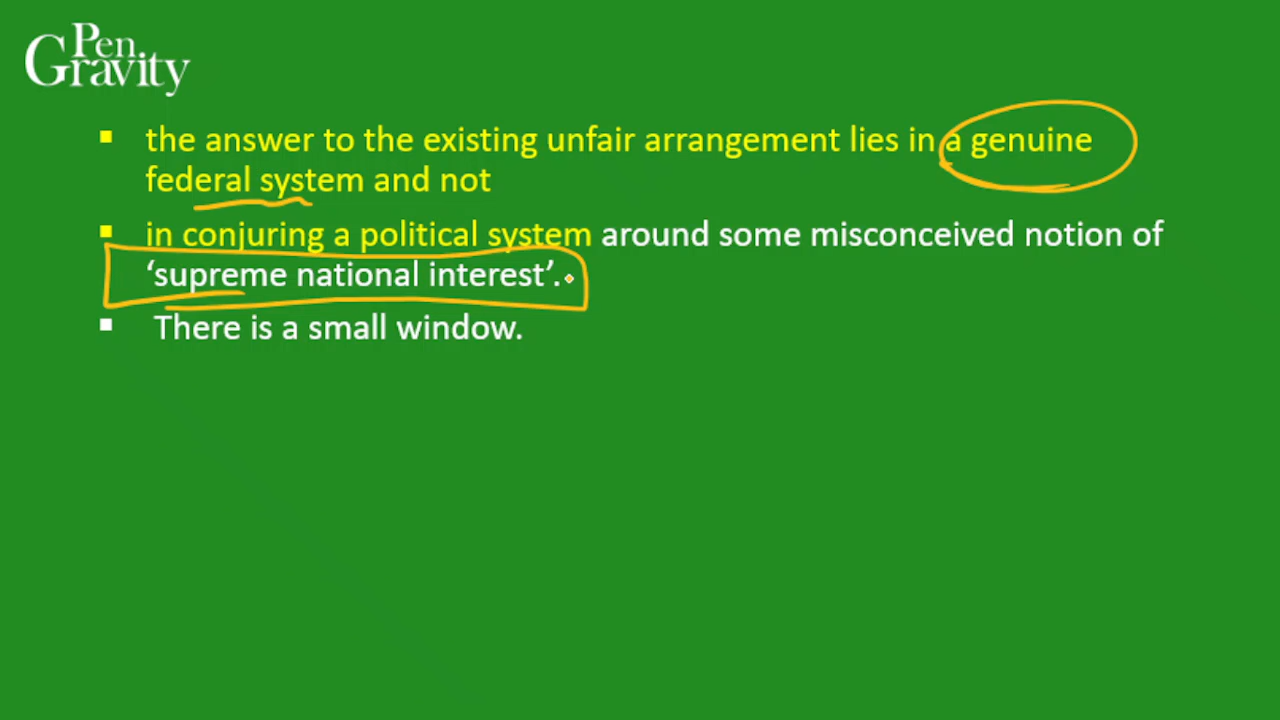 Pen
Gravity
the answer to the existing unfair arrangement lies in a genuine
federal system and not
in conjuring a political system around some misconceived notion of
‘supreme national interest’.
There is a small window.